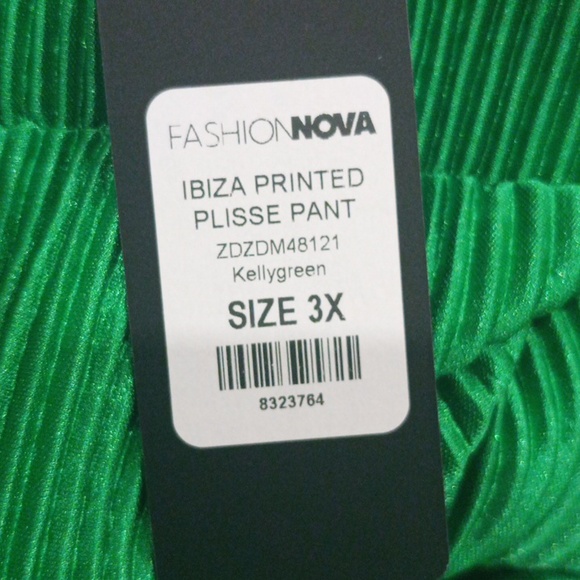 FASHIONNOVA
IBIZA PRINTED
PLISSE PANT
ZDZDM48121
Kellygreen
SIZE 3X
8323764